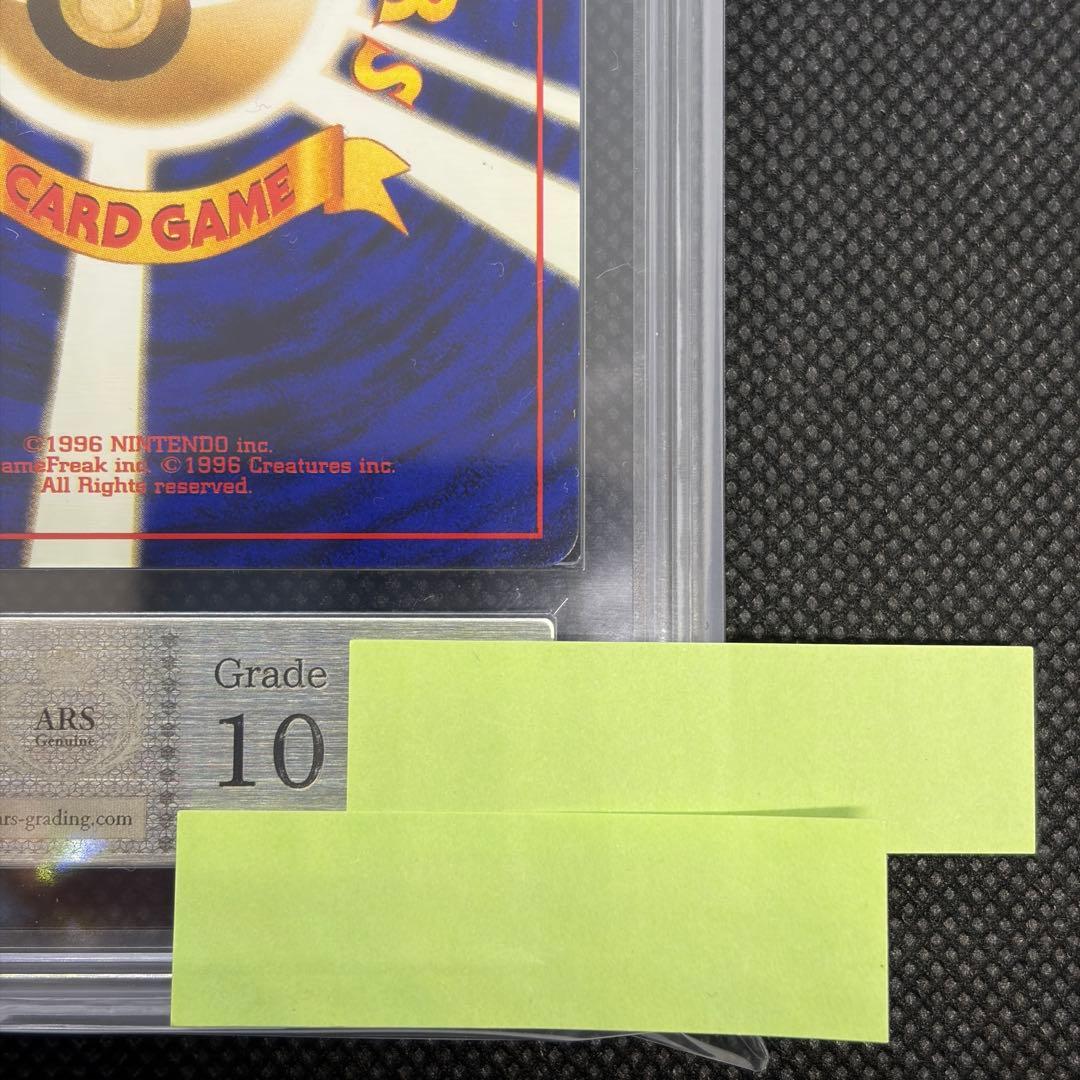 CARD GAME
©1996 NINTENDO inc.
ameFreak inc. ©1996 Creatures inc.
All Rights reserved.
Grade
10
ARS
Genuine
rs-grading.com